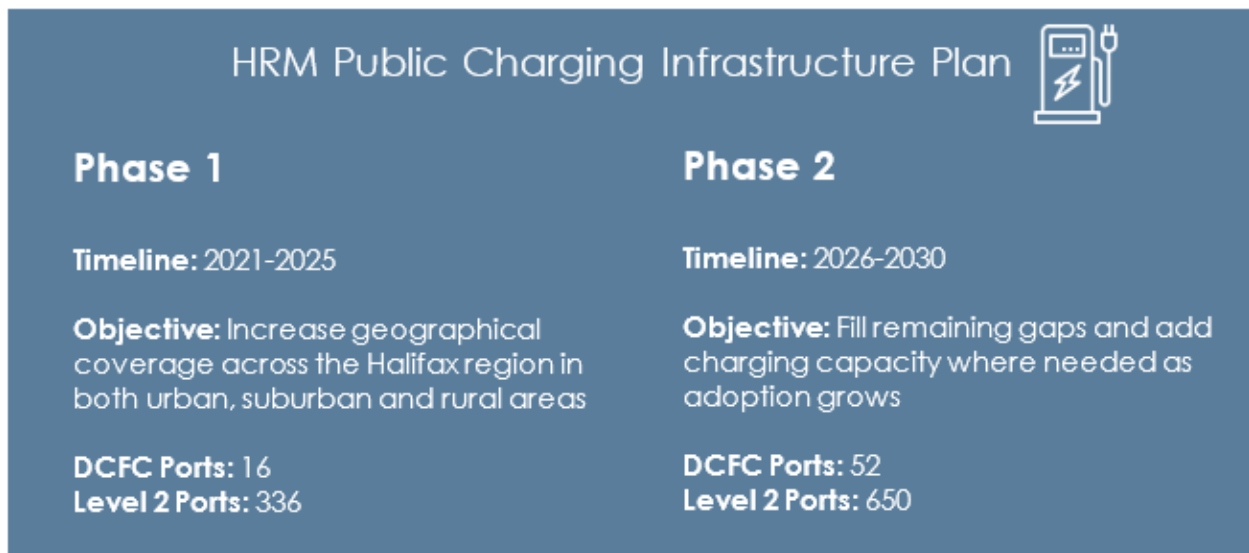 HRM Public Charging Infrastructure Plan
Phase 1
Timeline: 2021-2025
Objective: Increase geographical
coverage across the Halifax region in
both urban, suburban and rural areas
DCFC Ports: 16
Level 2 Ports: 336
Phase 2
Timeline: 2026-2030
Objective: Fill remaining gaps and add
charging capacity where needed as
adoption grows
DCFC Ports: 52
Level 2 Ports: 650